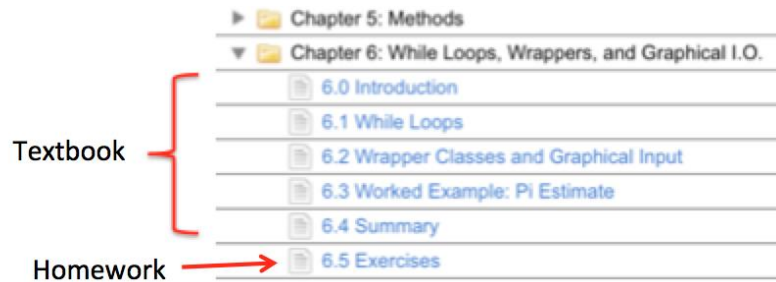 Chapter 5: Methods
Chapter 6: While Loops, Wrappers, and Graphical I.O.
6.0 Introduction
6.1 While Loops
Textbook
6.2 Wrapper Classes and Graphical Input
6.3 Worked Example: Pi Estimate
6.4 Summary
Homework
6.5 Exercises